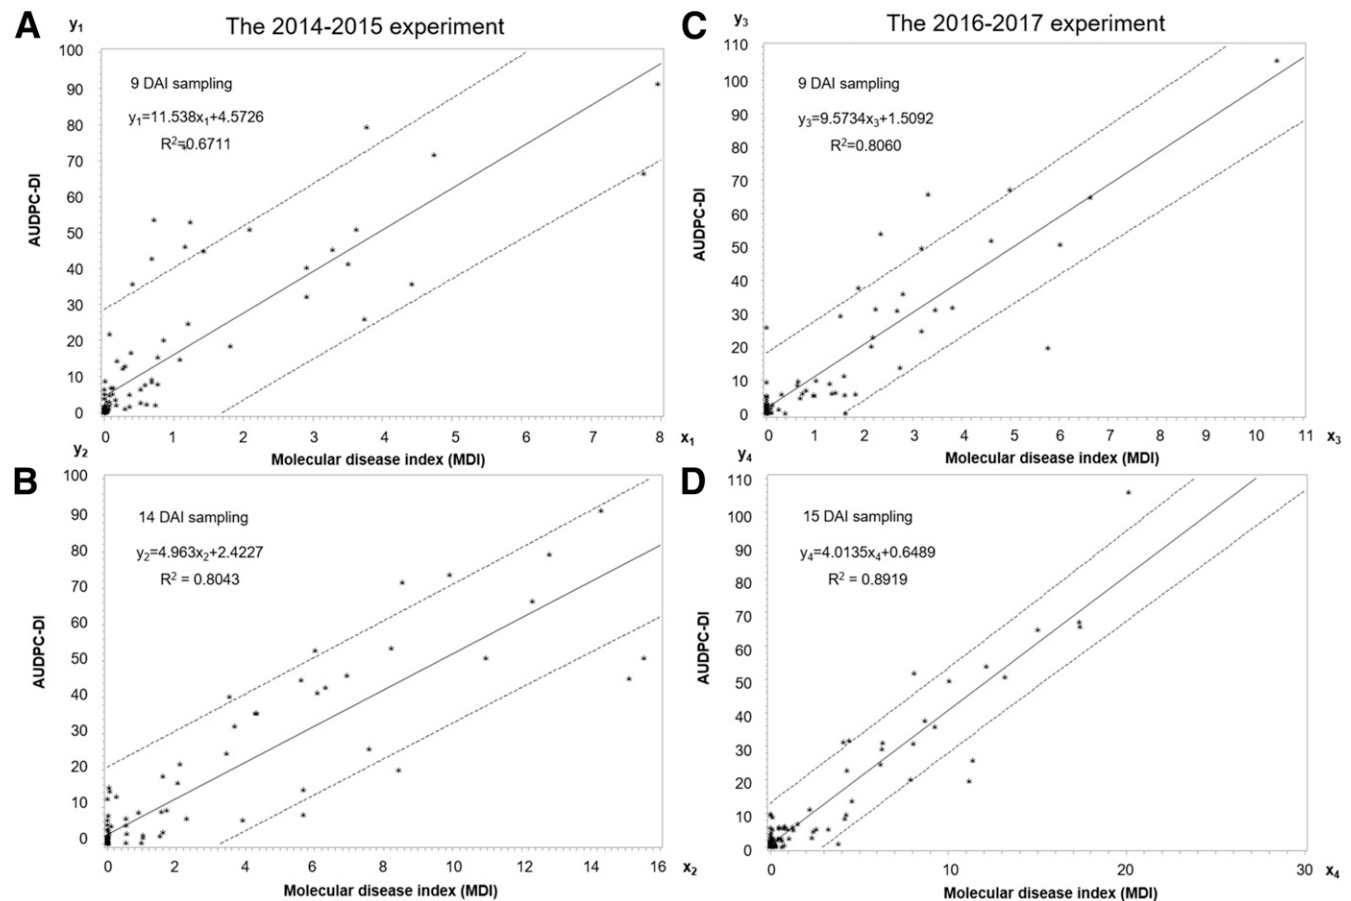 A
y₁
The 2014-2015 experiment
100
90
80
70
60
50
40
30
20
10
0
AUDPC-DI
9 DAI sampling
y₁=11.538x₁+4.5726
R²=0.6711
0 1 2 3 4 5 6 7 8 x₁
Molecular disease index (MDI)
B
y₂
100
90
80
70
60
50
40
30
20
10
0
AUDPC-DI
14 DAI sampling
y₂=4.963x₂+2.4227
R² = 0.8043
0 2 4 6 8 10 12 14 16 x₂
Molecular disease index (MDI)
C
y₃
The 2016-2017 experiment
110
100
90
80
70
60
50
40
30
20
10
0
AUDPC-DI
9 DAI sampling
y₃=9.5734x₃+1.5092
R²=0.8060
0 1 2 3 4 5 6 7 8 9 10 11 x₃
Molecular disease index (MDI)
D
y₄
110
100
90
80
70
60
50
40
30
20
10
0
AUDPC-DI
15 DAI sampling
y₄=4.0135x₄+0.6489
R² = 0.8919
0 10 20 30 x₄
Molecular disease index (MDI)